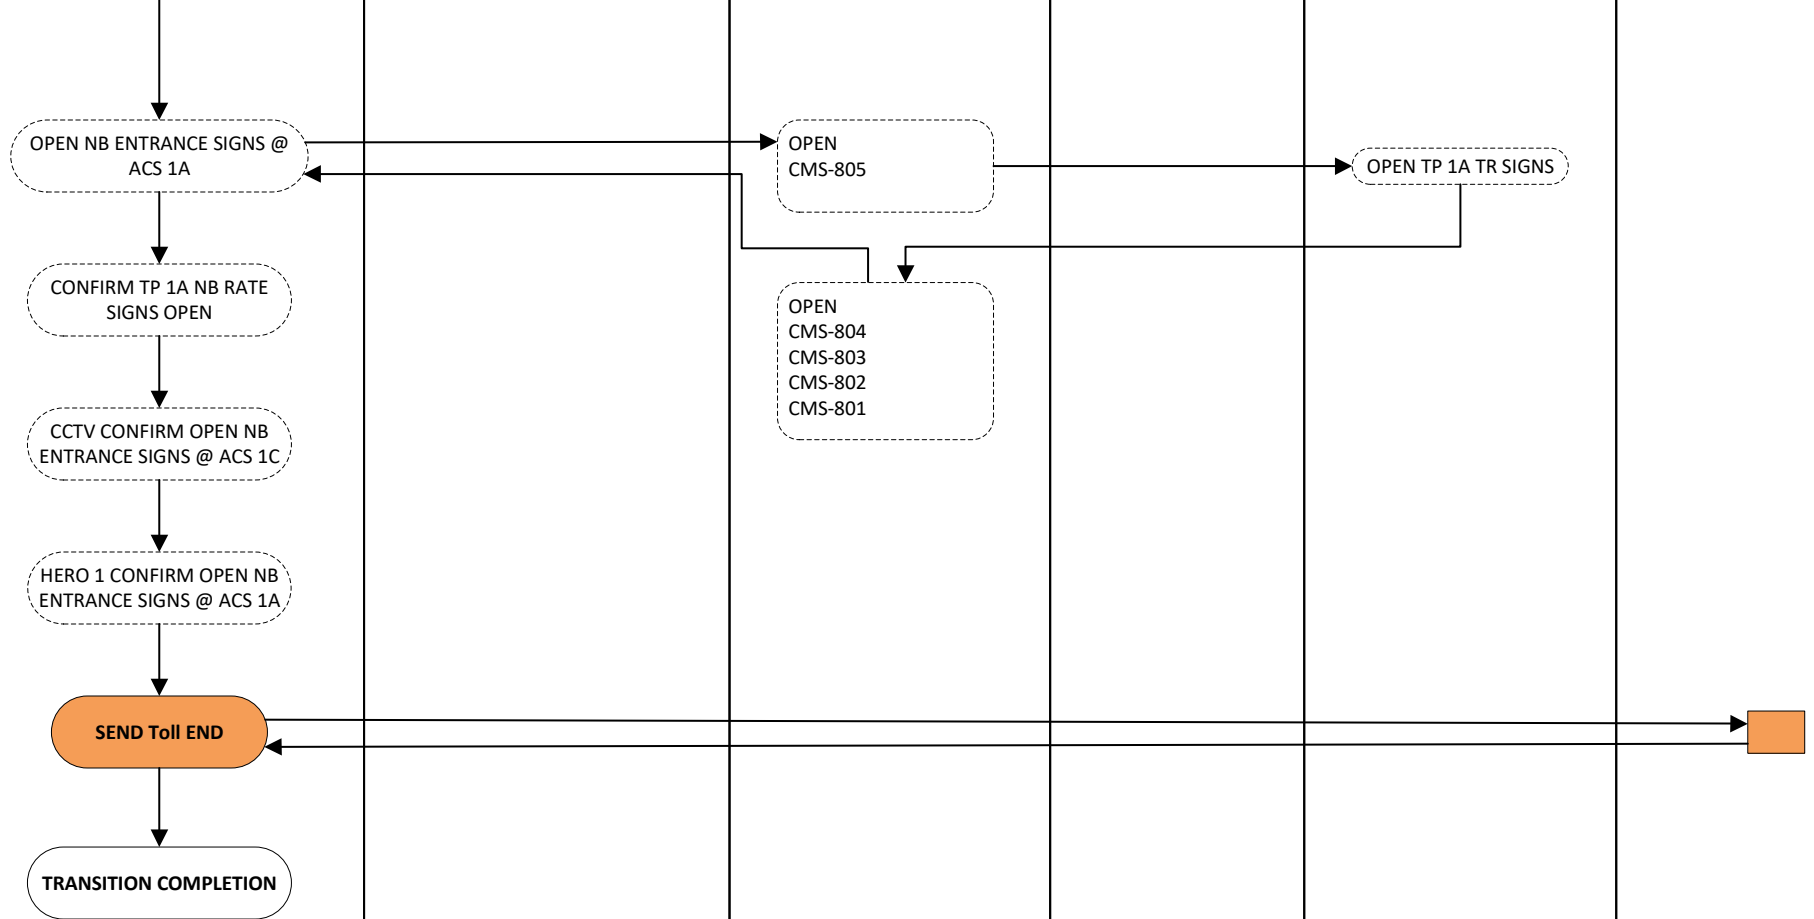 OPEN NB ENTRANCE SIGNS @
ACS 1A
OPEN
CMS-805
OPEN TP 1A TR SIGNS
CONFIRM TP 1A NB RATE
SIGNS OPEN
OPEN
CMS-804
CMS-803
CMS-802
CMS-801
CCTV CONFIRM OPEN NB
ENTRANCE SIGNS @ ACS 1C
HERO 1 CONFIRM OPEN NB
ENTRANCE SIGNS @ ACS 1A
SEND Toll END
TRANSITION COMPLETION